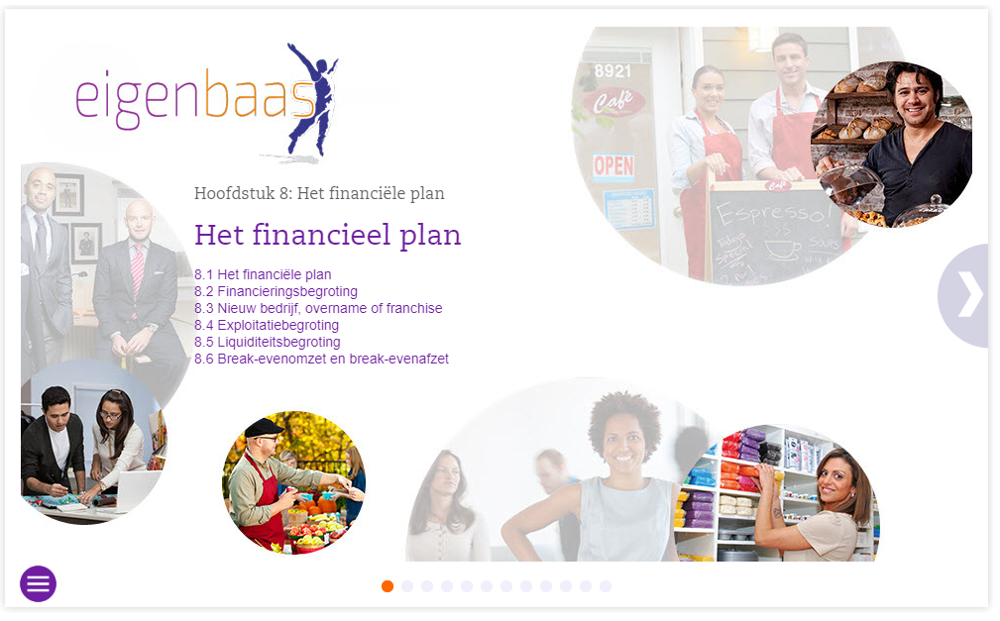 eigenbaas
8921
Café
OPEN
Café
Espresso!
Hoofdstuk 8: Het financiële plan
Het financieel plan
8.1 Het financiële plan
8.2 Financieringsbegroting
8.3 Nieuw bedrijf, overname of franchise
8.4 Exploitatiebegroting
8.5 Liquiditeitsbegroting
8.6 Break-evenomzet en break-evenafzet